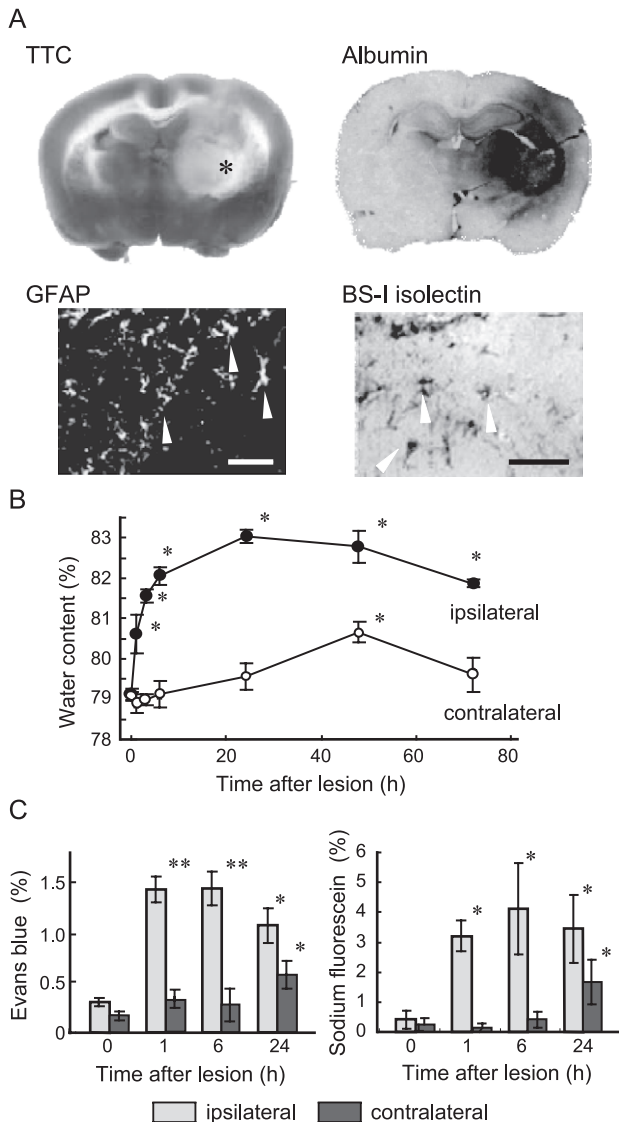 A
TTC
Albumin
*
GFAP
BS-I isolectin
B
Water content (%)
83
82
81
80
79
78
0
20
40
60
80
* * * * * *
*
ipsilateral
contralateral
Time after lesion (h)
C
Evans blue (%)
1.5
1.0
0.5
0
** ** * *
0 1 6 24
Time after lesion (h)
Sodium fluorescein (%)
6
5
4
3
2
1
0
* * * *
0 1 6 24
Time after lesion (h)
ipsilateral contralateral